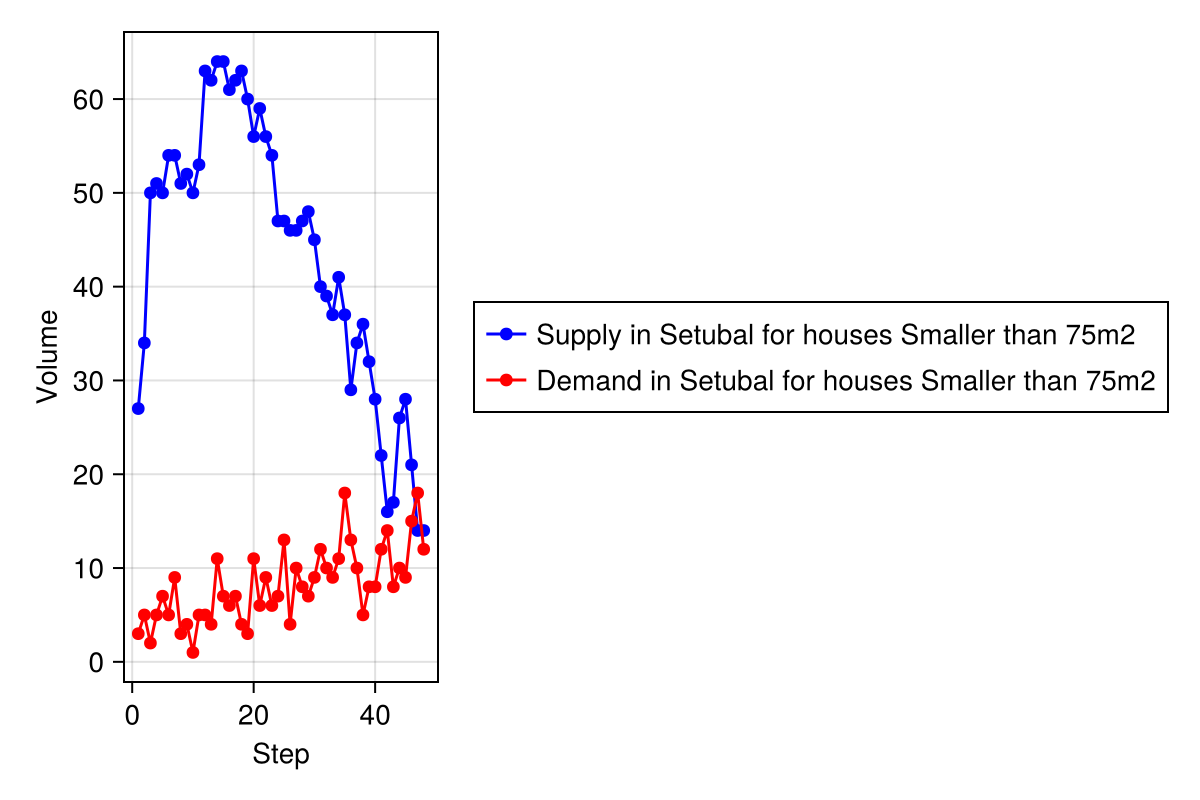 60
50
40
30
20
10
0
Volume
0 20 40
Step
Supply in Setubal for houses Smaller than 75m2
Demand in Setubal for houses Smaller than 75m2